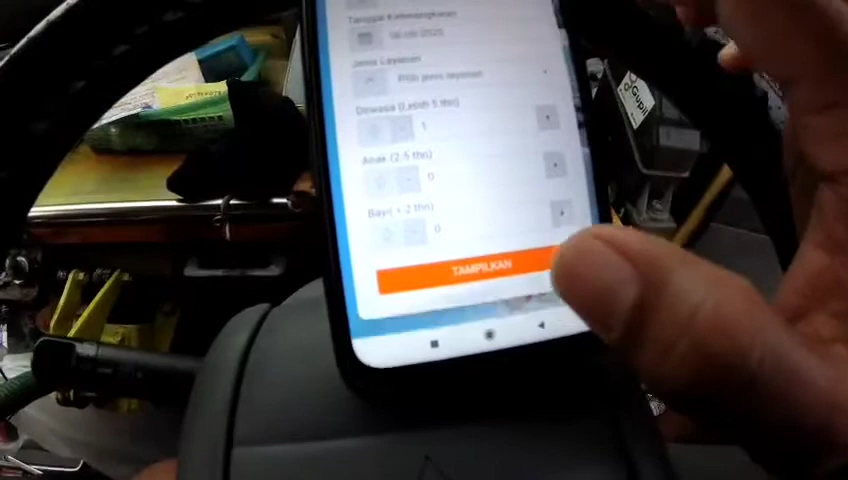 Tanggal Keberangkatan
Jenis Layanan
Pilih jenis layanan
Dewasa (Lebih 5 thn)
- 1 +
Anak (2-5 thn)
- 0 +
Bayi < 2 thn)
- 0
TAMPILKAN
Gupil